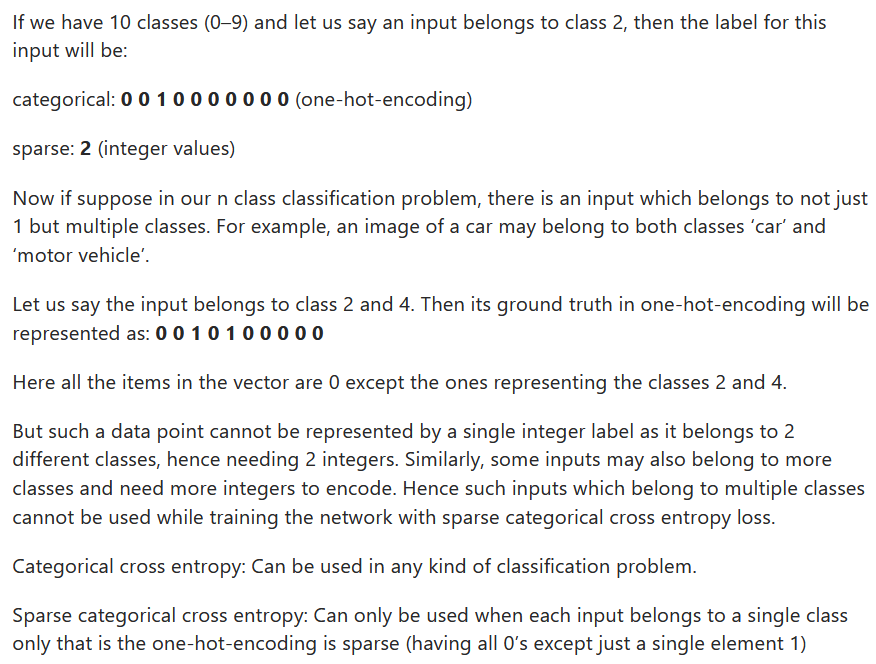 If we have 10 classes (0–9) and let us say an input belongs to class 2, then the label for this
input will be:
categorical: 0 0 1 0 0 0 0 0 0 0 (one-hot-encoding)
sparse: 2 (integer values)
Now if suppose in our n class classification problem, there is an input which belongs to not just
1 but multiple classes. For example, an image of a car may belong to both classes ‘car’ and
‘motor vehicle’.
Let us say the input belongs to class 2 and 4. Then its ground truth in one-hot-encoding will be
represented as: 0 0 1 0 1 0 0 0 0 0
Here all the items in the vector are 0 except the ones representing the classes 2 and 4.
But such a data point cannot be represented by a single integer label as it belongs to 2
different classes, hence needing 2 integers. Similarly, some inputs may also belong to more
classes and need more integers to encode. Hence such inputs which belong to multiple classes
cannot be used while training the network with sparse categorical cross entropy loss.
Categorical cross entropy: Can be used in any kind of classification problem.
Sparse categorical cross entropy: Can only be used when each input belongs to a single class
only that is the one-hot-encoding is sparse (having all 0’s except just a single element 1)